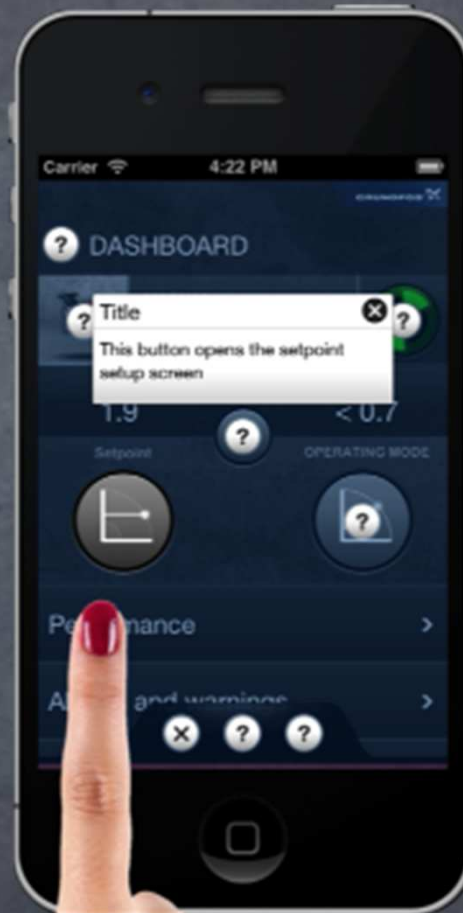 Carrier 4:22 PM
GRUNDFOS
? DASHBOARD
? Title ?
This button opens the setpoint
setup screen
1.9 < 0.7
?
Setpoint OPERATING MODE
?
Performance >
and warnings >
? ?